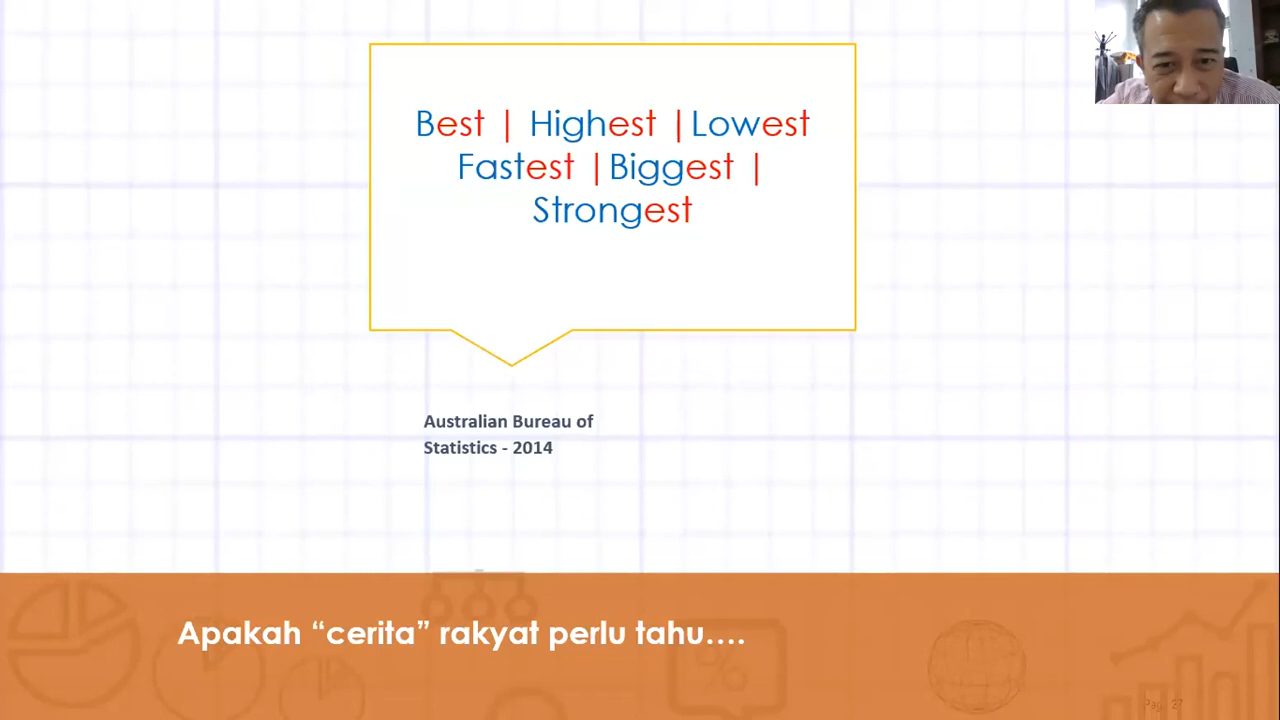 Best | Highest |Lowest
Fastest |Biggest |
Strongest
Australian Bureau of
Statistics - 2014
Apakah “cerita” rakyat perlu tahu….
%